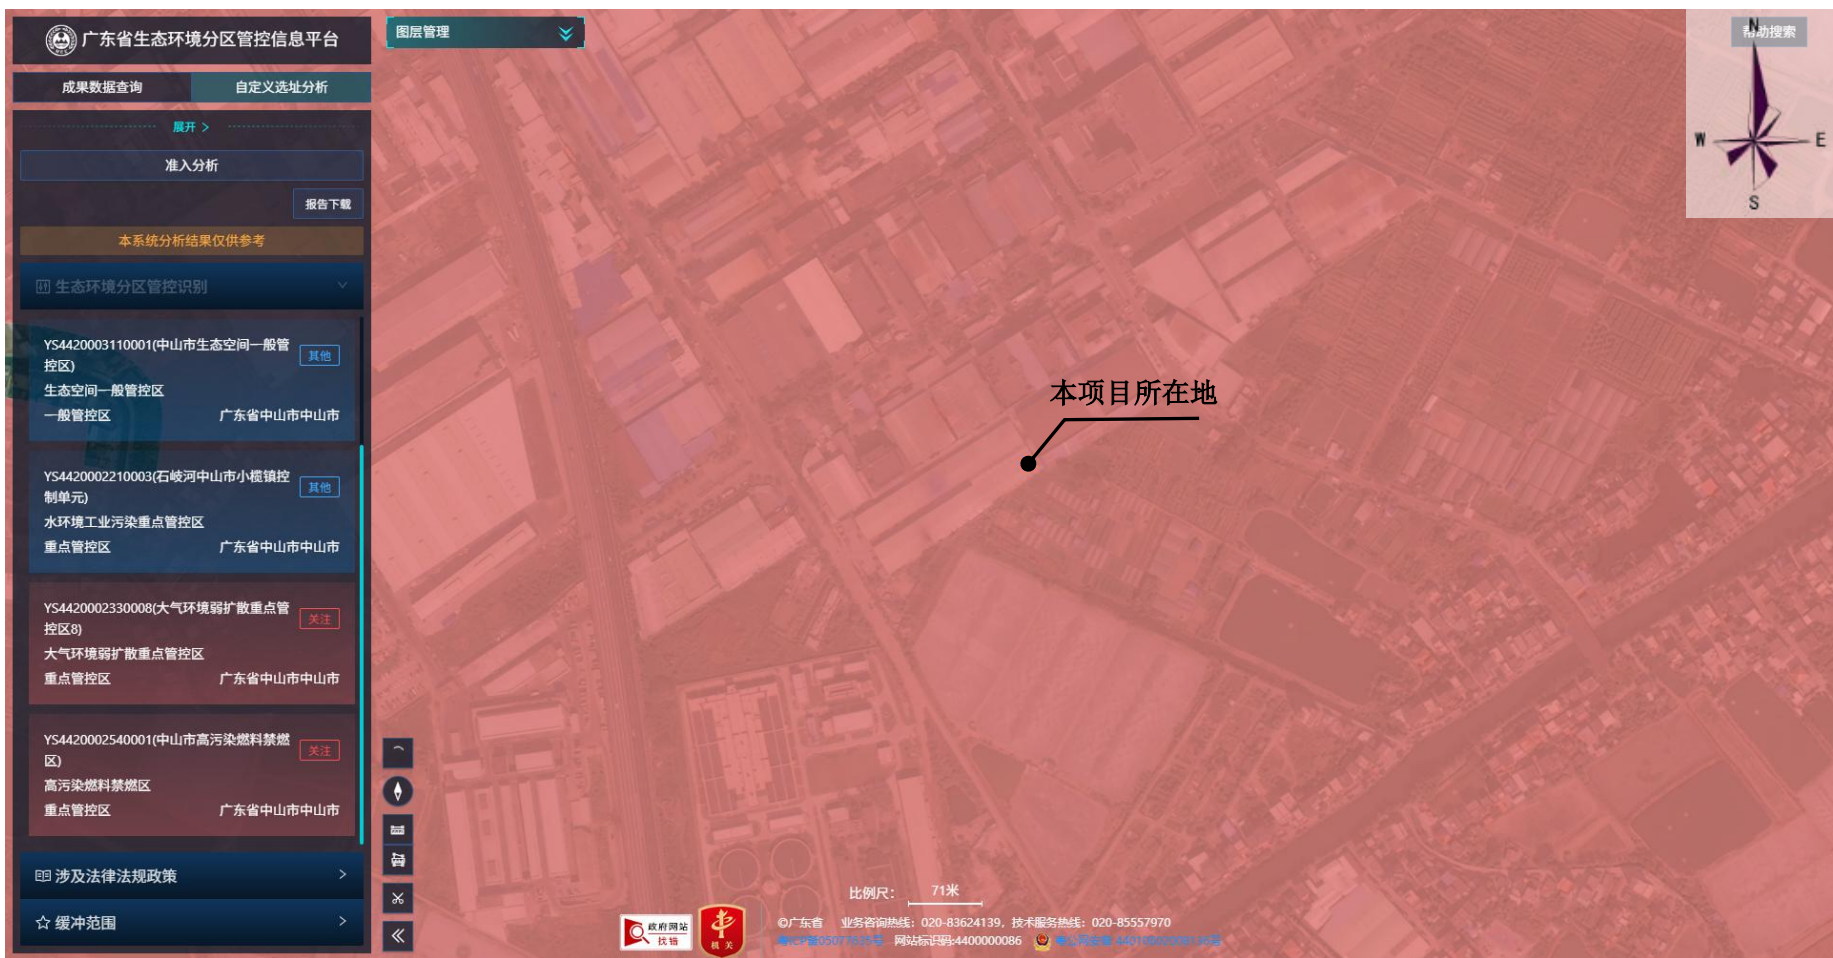 广东省生态环境分区管控信息平台
成果数据查询
自定义选址分析
展开 >
准入分析
报告下载
本系统分析结果仅供参考
生态环境分区管控识别
YS4420003110001(中山市生态空间一般管
控区)
其他
生态空间一般管控区
一般管控区 广东省中山市中山市
YS4420002210003(石岐河中山市小榄镇控
制单元)
其他
水环境工业污染重点管控区
重点管控区 广东省中山市中山市
YS4420002330008(大气环境弱扩散重点管
控区8)
关注
大气环境弱扩散重点管控区
重点管控区 广东省中山市中山市
YS4420002540001(中山市高污染燃料禁燃
区)
关注
高污染燃料禁燃区
重点管控区 广东省中山市中山市
涉及法律法规政策 >
缓冲范围 >
图层管理
帮助搜索
N
W
E
S
本项目所在地
比例尺： 71米
政府网站
找错
机关
©广东省 业务咨询热线：020-83624139，技术服务热线：020-85557970
网站标识码:4400000086